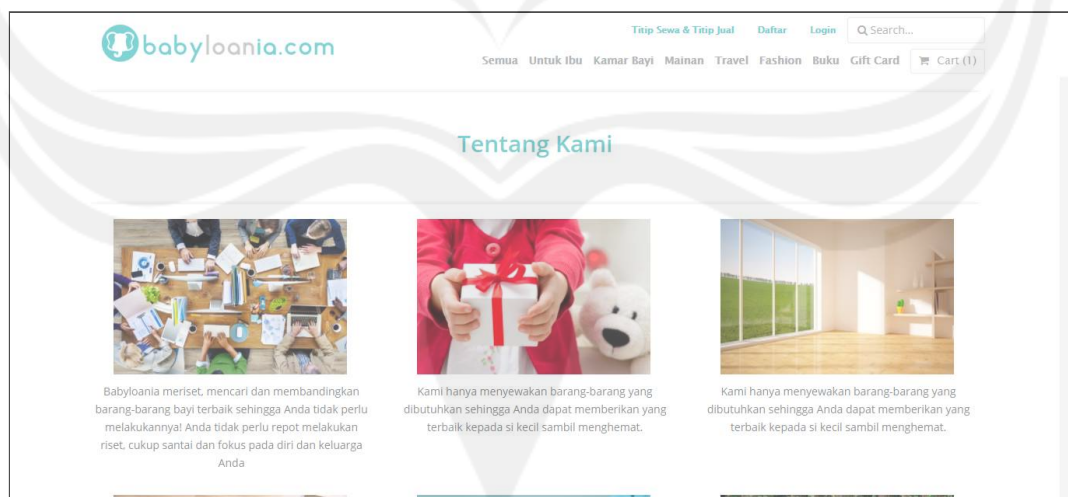 babyloania.com
Titip Sewa & Titip Jual Daftar Login Search...
Semua Untuk Ibu Kamar Bayi Mainan Travel Fashion Buku Gift Card Cart (1)
Tentang Kami
Babyloania meriset, mencari dan membandingkan
barang-barang bayi terbaik sehingga Anda tidak perlu
melakukannya! Anda tidak perlu repot melakukan
riset, cukup santai dan fokus pada diri dan keluarga
Anda
Kami hanya menyewakan barang-barang yang
dibutuhkan sehingga Anda dapat memberikan yang
terbaik kepada si kecil sambil menghemat.
Kami hanya menyewakan barang-barang yang
dibutuhkan sehingga Anda dapat memberikan yang
terbaik kepada si kecil sambil menghemat.